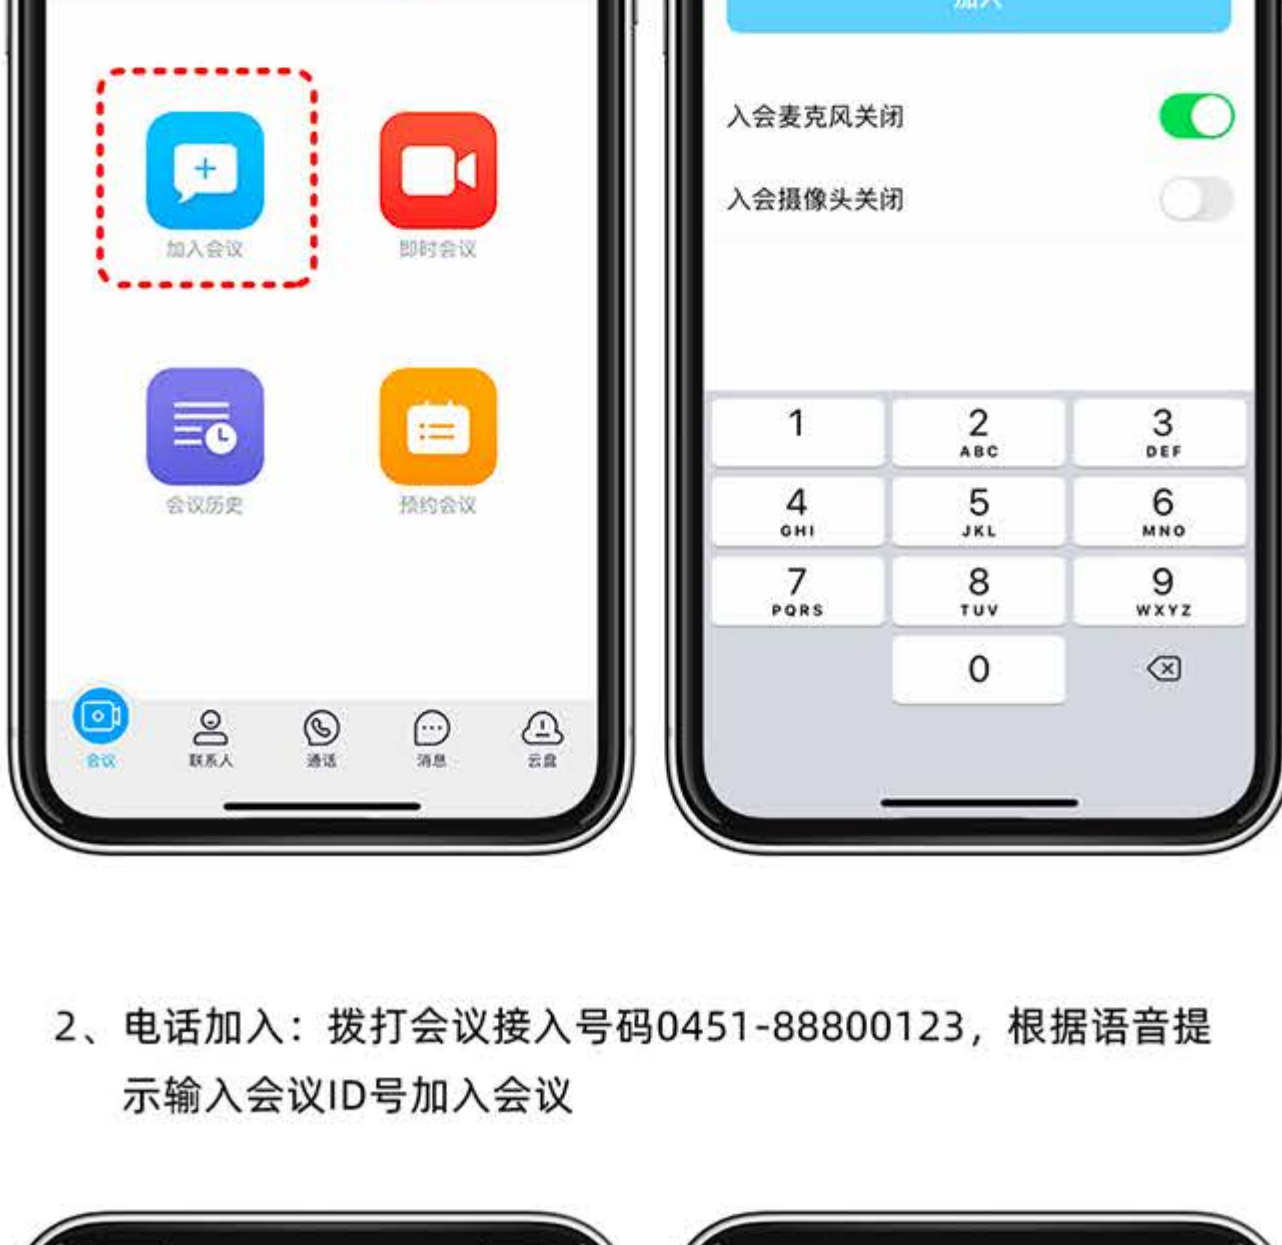 加入
加入会议
即时会议
会议历史
预约会议
会议
联系人
通话
消息
云盘
入会麦克风关闭
入会摄像头关闭
1
2
ABC
3
DEF
4
GHI
5
JKL
6
MNO
7
PQRS
8
TUV
9
WXYZ
0
2、电话加入：拨打会议接入号码0451-88800123，根据语音提
示输入会议ID号加入会议